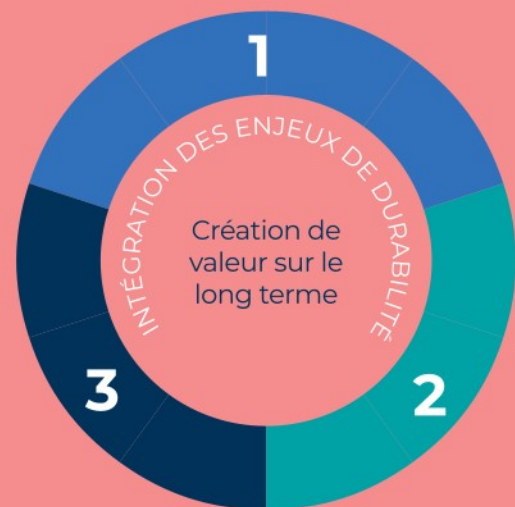 1
INTÉGRATION DES ENJEUX DE DURABILITÉ
Création de
valeur sur le
long terme
3
2